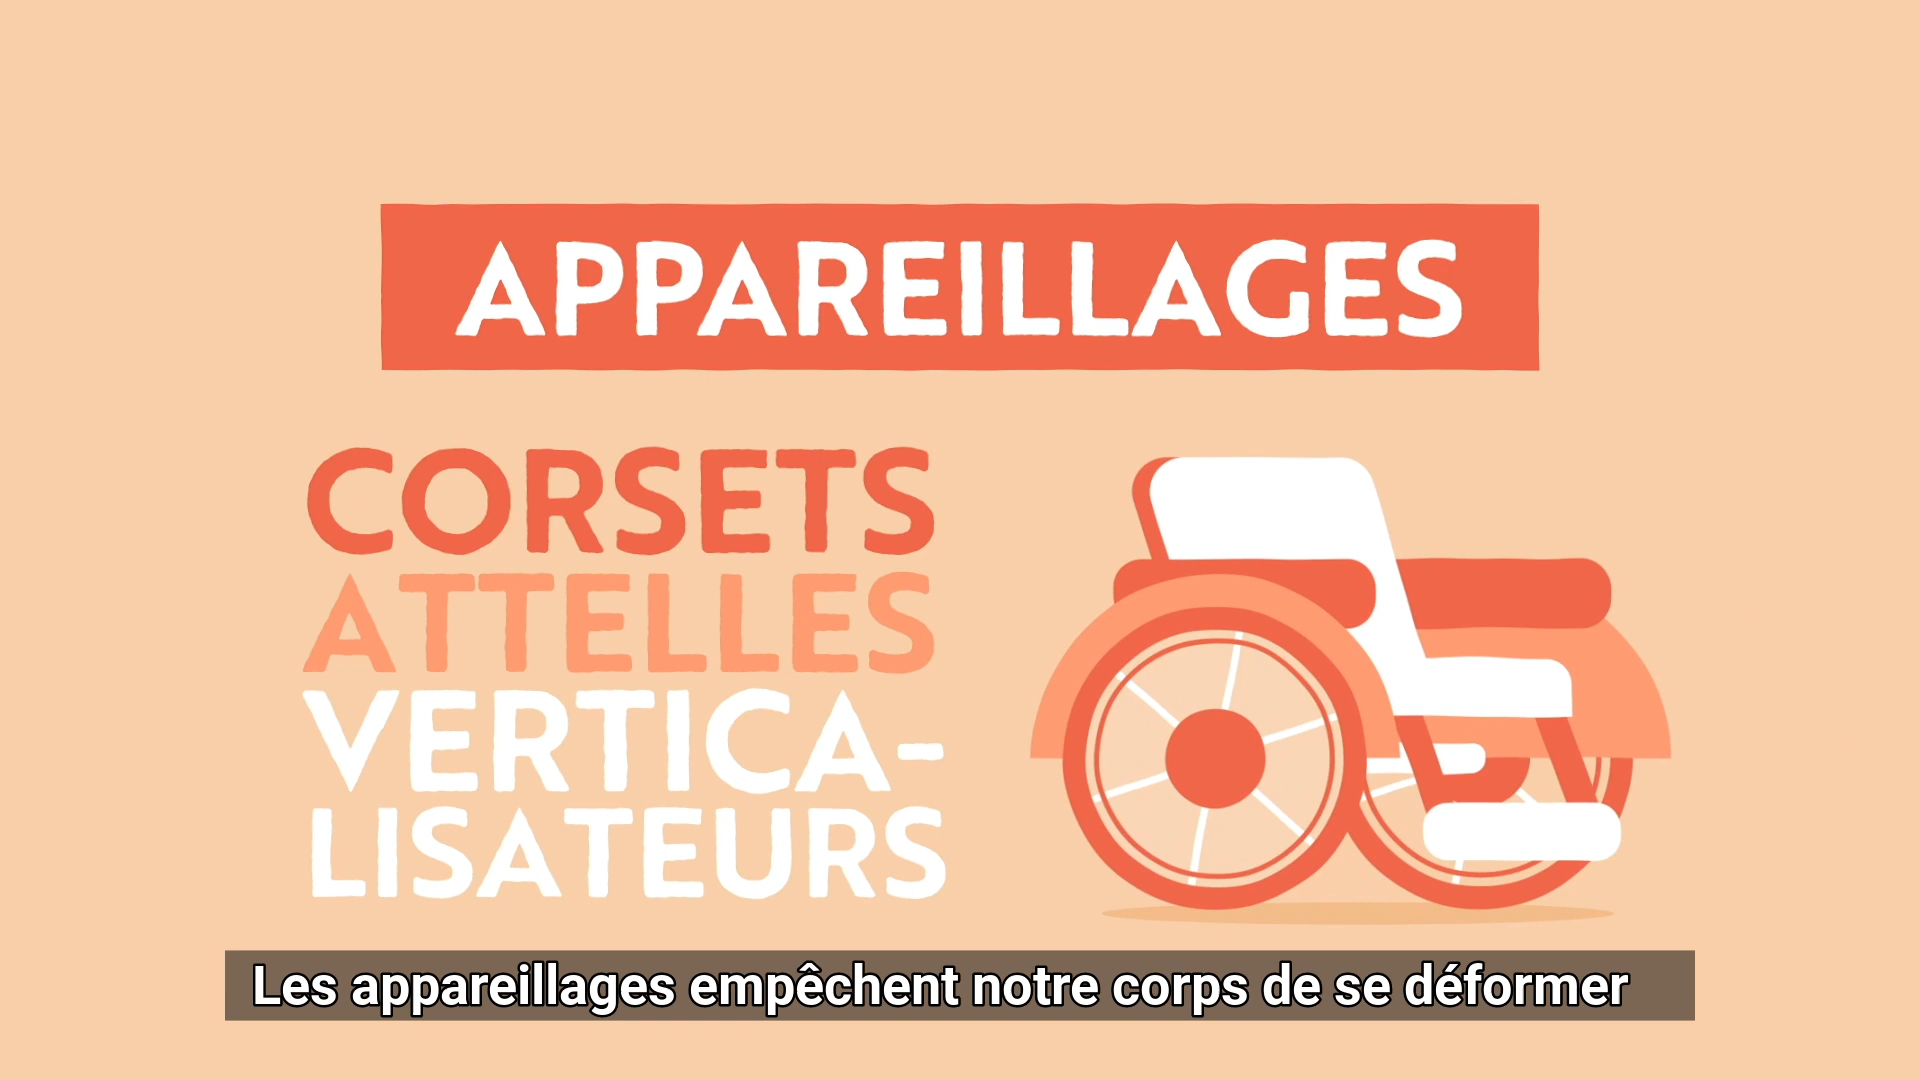 APPAREILLAGES
CORSETS
ATTELLES
VERTICA-
LISATEURS
Les appareillages empêchent notre corps de se déformer